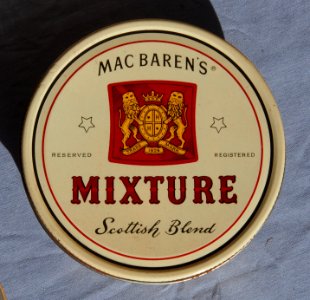 MAC BAREN'S®
RESERVED
REGISTERED
MIXTURE
Scottish Blend